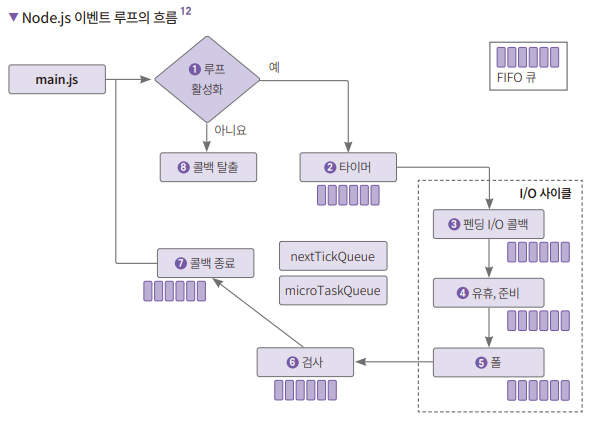 ▼ Node.js 이벤트 루프의 흐름 12
main.js
❶ 루프
활성화
예
FIFO 큐
아니요
❽ 콜백 탈출
❷ 타이머
I/O 사이클
❸ 펜딩 I/O 콜백
❼ 콜백 종료
nextTickQueue
microTaskQueue
❹ 유휴, 준비
❻ 검사
❺ 폴